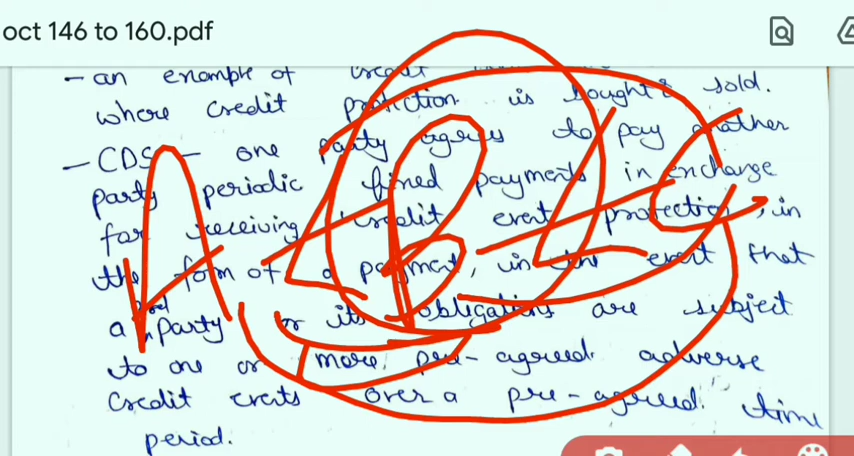 oct 146 to 160.pdf
- an example of credit
where credit protection is bought & sold.
- CDS - one party agrees to pay another
party periodic fixed payments in exchange
for receiving credit event protection, in
the form of a payment, in the event that
a party or its obligations are subject
to one or more pre-agreed adverse
credit events over a pre-agreed time
period.